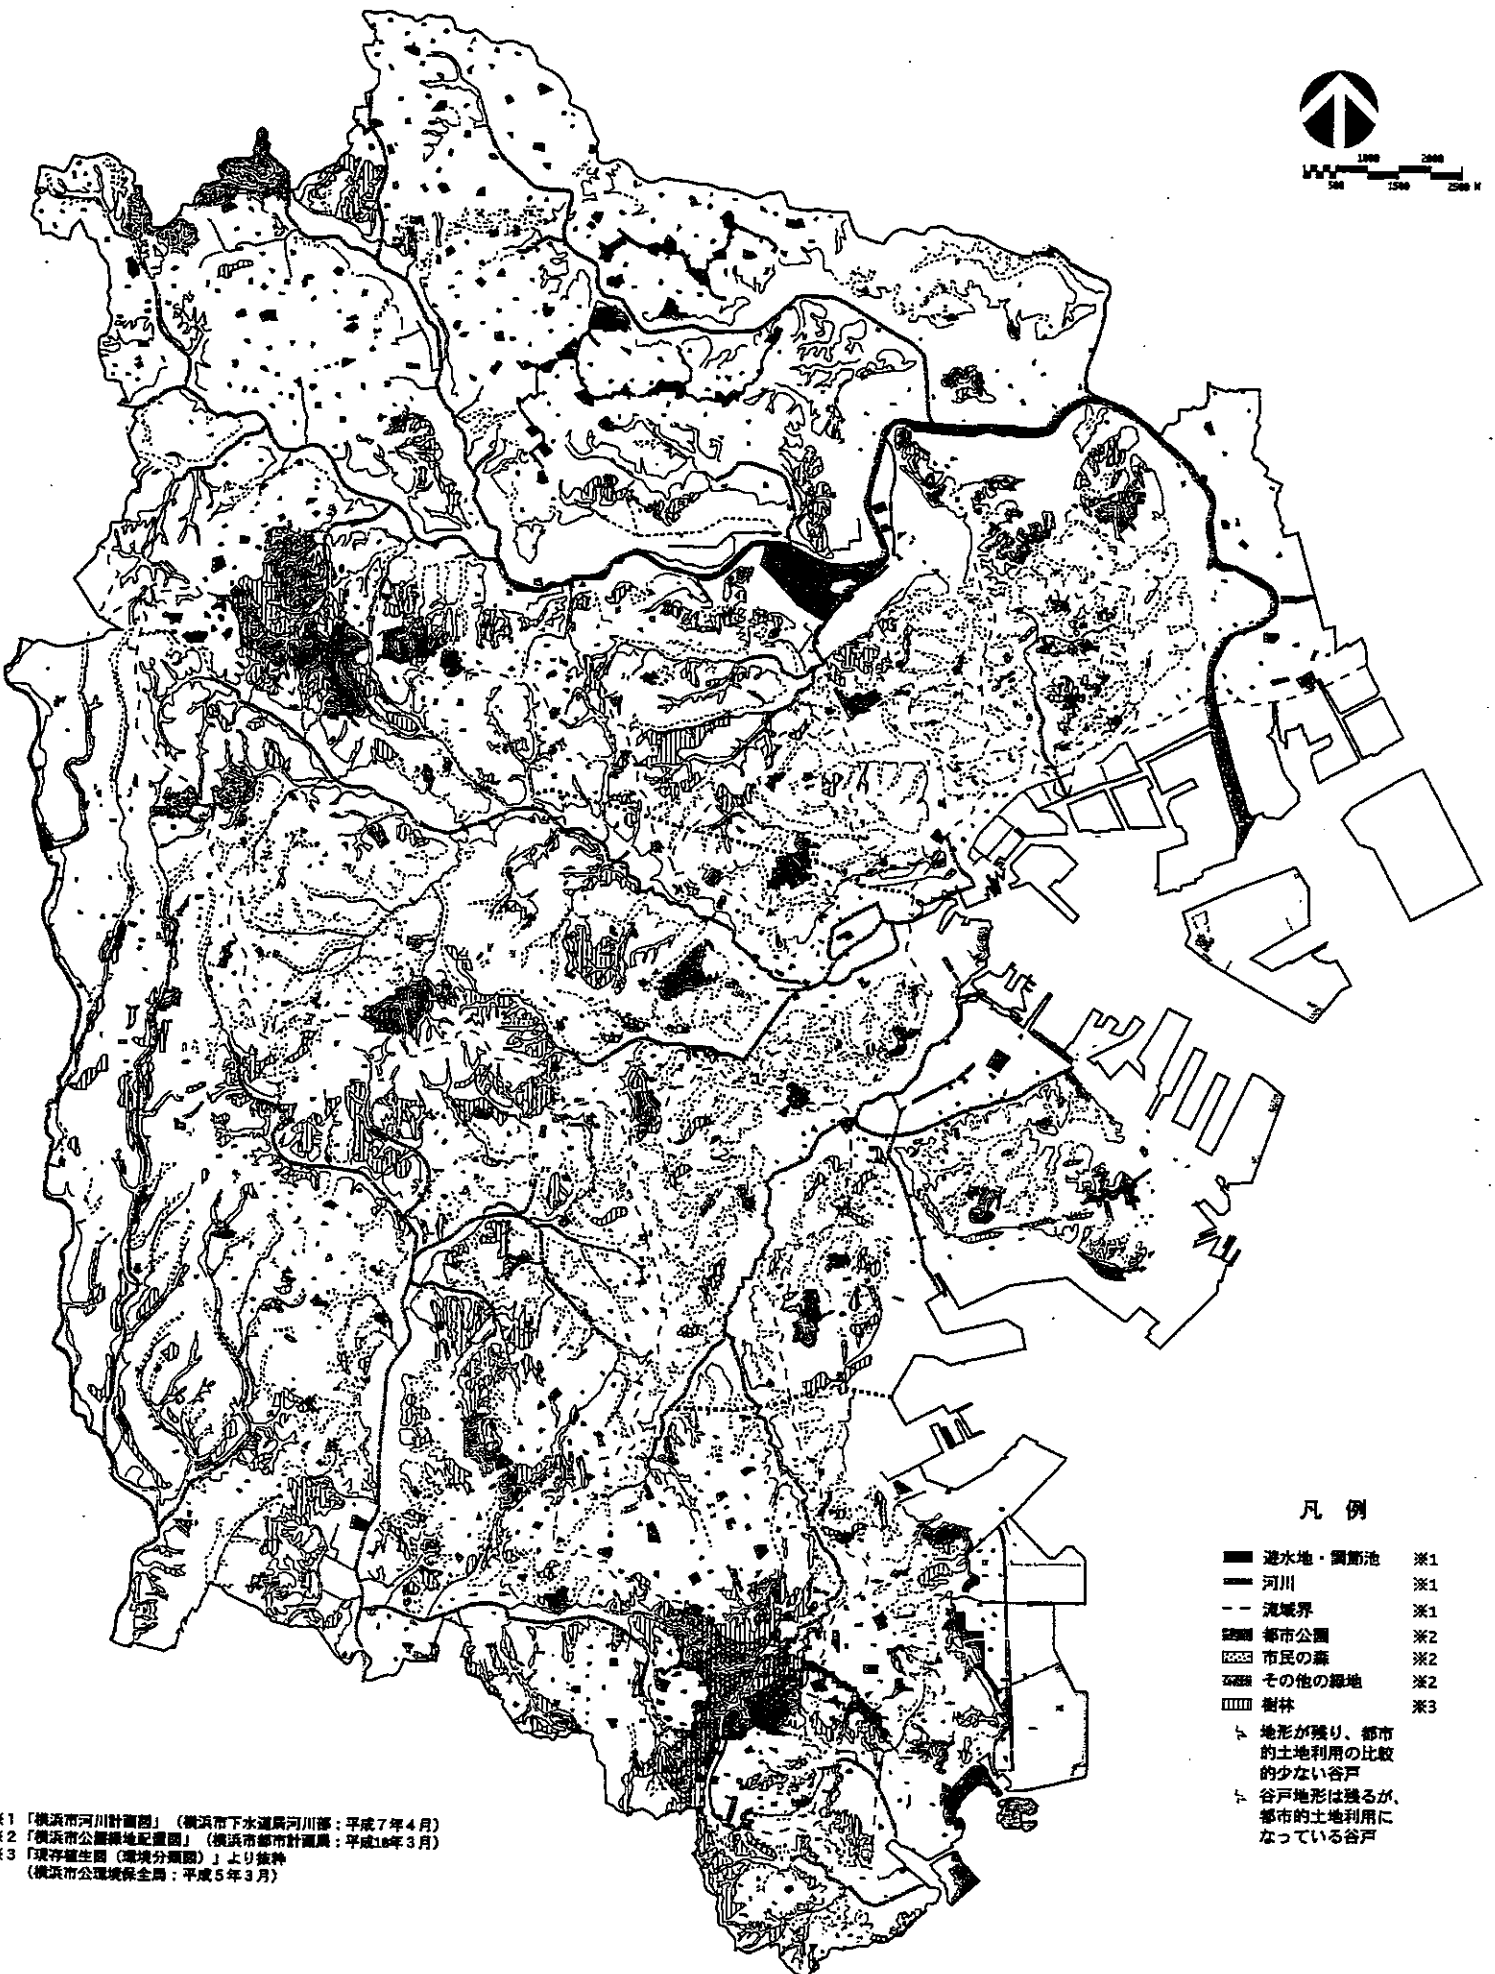 1000 2000
500 1500 2500 M
凡 例
遊水地・調節池 ※1
河川 ※1
流域界 ※1
都市公園 ※2
市民の森 ※2
その他の緑地 ※2
樹林 ※3
地形が残り、都市
的土地利用の比較
的少ない谷戸
谷戸地形は残るが、
都市的土地利用に
なっている谷戸
※1「横浜市河川計画図」（横浜市下水道局河川部：平成7年4月）
※2「横浜市公園緑地配置図」（横浜市都市計画局：平成10年3月）
※3「現存植生図（環境分類図）」より抜粋
（横浜市公環境保全局：平成5年3月）